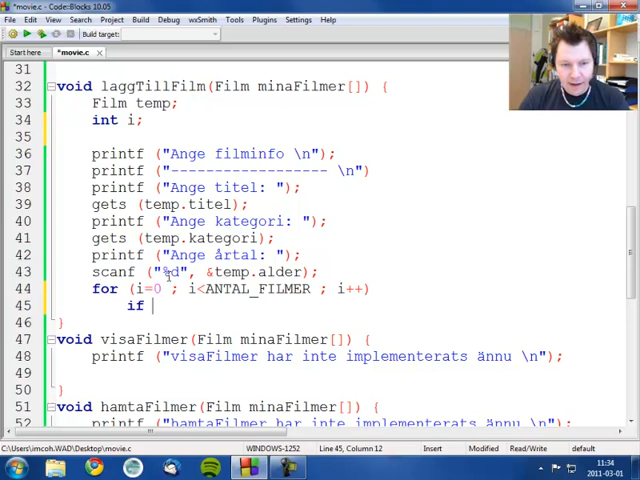 *movie.c - Code::Blocks 10.05
File Edit View Search Project Build Debug wxSmith Tools Plugins Settings Help
Build target:
Start here *movie.c
31
32 void laggTillFilm(Film minaFilmer[]) {
33 Film temp;
34 int i;
35
36 printf ("Ange filminfo \n");
37 printf ("------------------ \n")
38 printf ("Ange titel: ");
39 gets (temp.titel);
40 printf ("Ange kategori: ");
41 gets (temp.kategori);
42 printf ("Ange årtal: ");
43 scanf ("%d", &temp.alder);
44 for (i=0 ; i<ANTAL_FILMER ; i++)
45 if
46 }
47 void visaFilmer(Film minaFilmer[]) {
48 printf ("visaFilmer har inte implementerats ännu \n");
49
50 }
51 void hamtaFilmer(Film minaFilmer[]) {
printf ("hamtaFilmer har inte implementerats ännu \n");
C:\Users\imcoh.WAD\Desktop\movie.c WINDOWS-1252 Line 45, Column 12 Insert Modified Read/Write default
11:34
2011-03-01